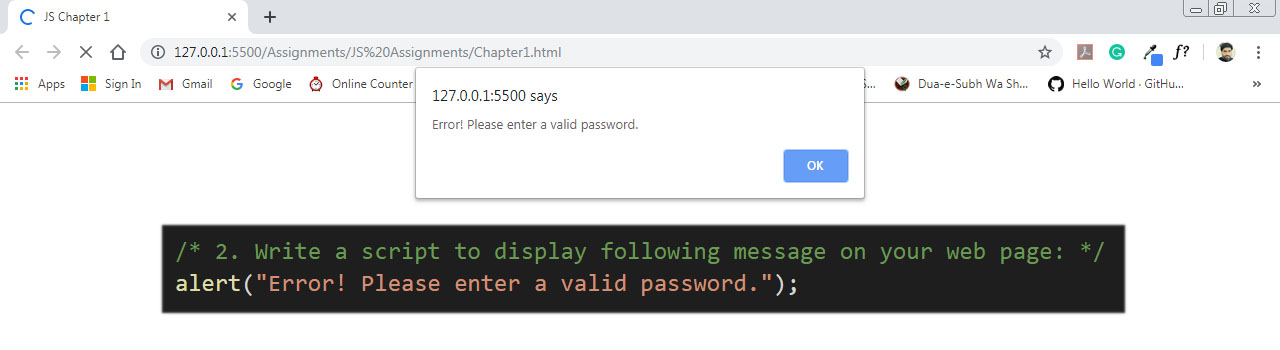 JS Chapter 1
127.0.0.1:5500/Assignments/JS%20Assignments/Chapter1.html
f?
Apps Sign In Gmail Google Online Counter S... Dua-e-Subh Wa Sh... Hello World · GitHu... »
127.0.0.1:5500 says
Error! Please enter a valid password.
OK
/* 2. Write a script to display following message on your web page: */
alert("Error! Please enter a valid password.");